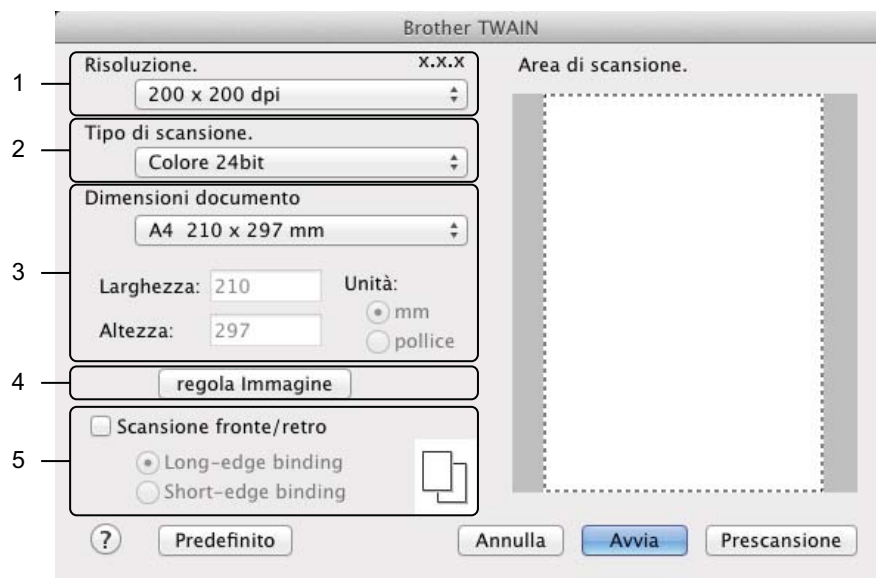 Brother TWAIN
1
Risoluzione. x.x.x
200 x 200 dpi
2
Tipo di scansione.
Colore 24bit
3
Dimensioni documento
A4 210 x 297 mm
Larghezza: 210
Altezza: 297
Unità:
mm
pollice
4
regola Immagine
5
Scansione fronte/retro
Long-edge binding
Short-edge binding
Area di scansione.
? Predefinito Annulla Avvia Prescansione